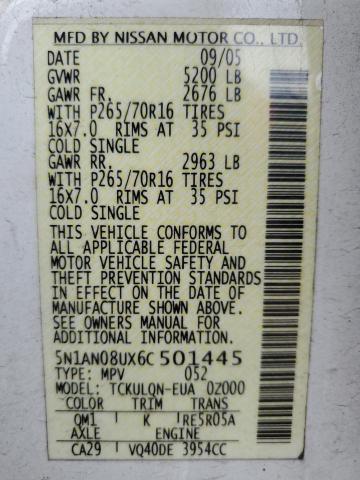 MFD BY NISSAN MOTOR CO., LTD.
DATE 09/05
GVWR 5200 LB
GAWR FR. 2676 LB
WITH P265/70R16 TIRES
16X7.0 RIMS AT 35 PSI
COLD SINGLE
GAWR RR. 2963 LB
WITH P265/70R16 TIRES
16X7.0 RIMS AT 35 PSI
COLD SINGLE
THIS VEHICLE CONFORMS TO
ALL APPLICABLE FEDERAL
MOTOR VEHICLE SAFETY AND
THEFT PREVENTION STANDARDS
IN EFFECT ON THE DATE OF
MANUFACTURE SHOWN ABOVE.
SEE OWNERS MANUAL FOR
ADDITIONAL INFORMATION.
5N1AN08UX6C501445
TYPE: MPV 052
MODEL: TCKULQN-EUA 0Z000
COLOR TRIM TRANS
QM1 K RE5R05A
AXLE ENGINE
CA29 VQ40DE 3954CC